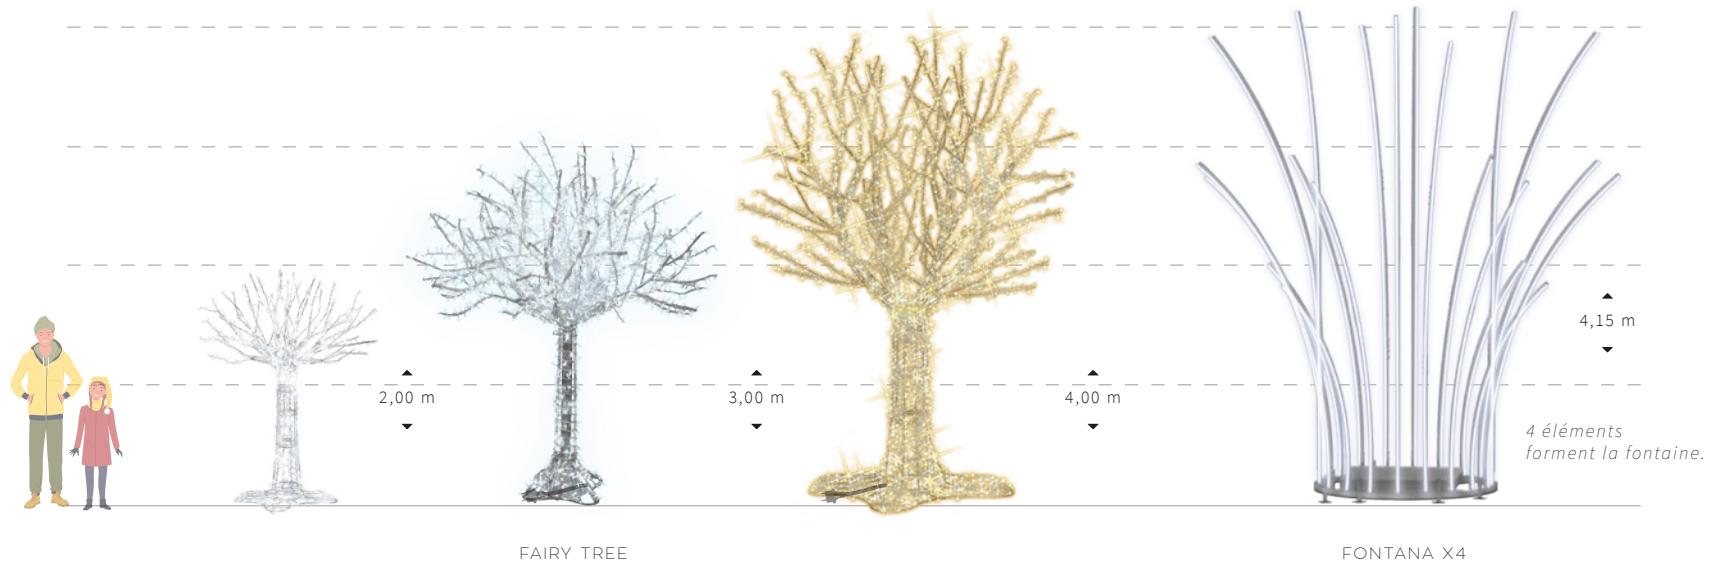 2,00 m
3,00 m
4,00 m
4,15 m
4 éléments
forment la fontaine.
FAIRY TREE
FONTANA X4